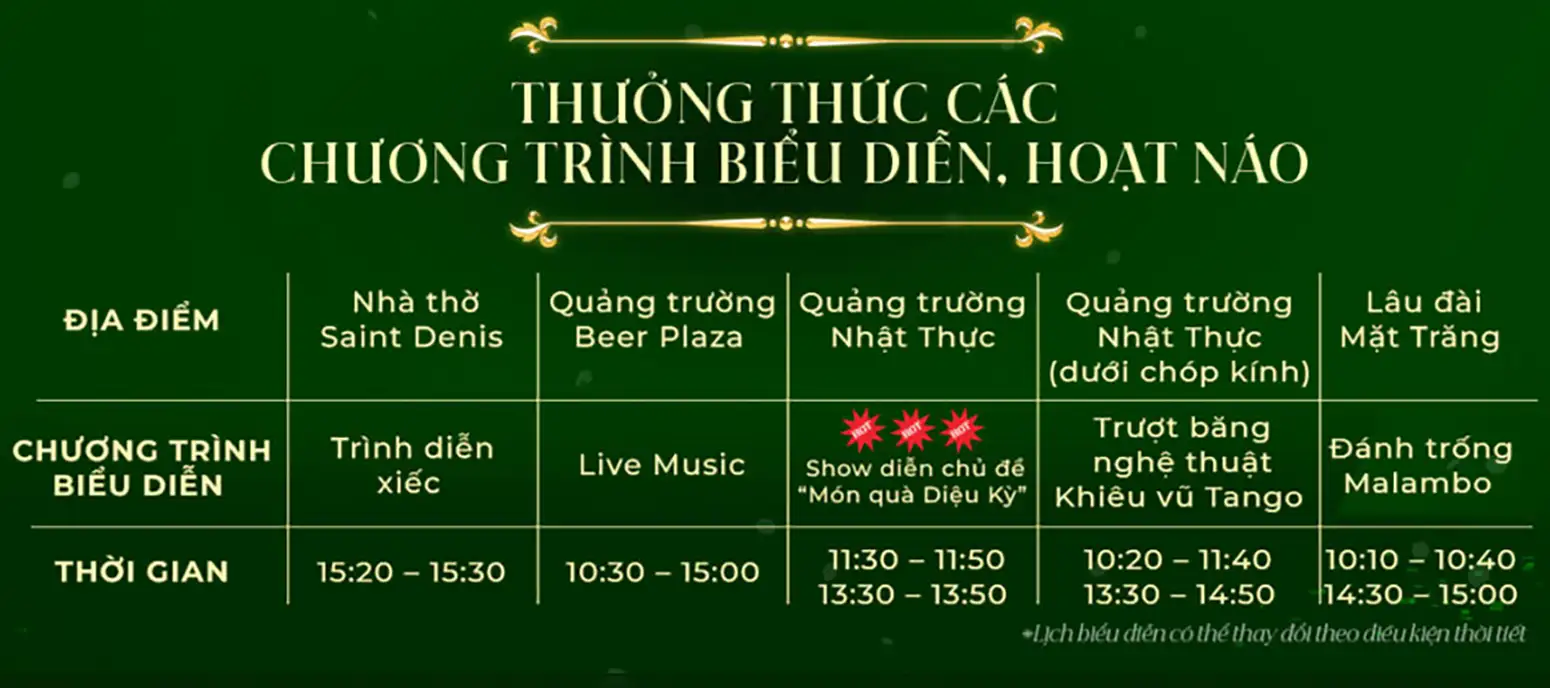 THƯỞNG THỨC CÁC
CHƯƠNG TRÌNH BIỂU DIỄN, HOẠT NÁO
ĐỊA ĐIỂM
Nhà thờ
Saint Denis
Quảng trường
Beer Plaza
Quảng trường
Nhật Thực
Quảng trường
Nhật Thực
(dưới chóp kính)
Lâu đài
Mặt Trăng
CHƯƠNG TRÌNH
BIỂU DIỄN
Trình diễn
xiếc
Live Music
HOT HOT HOT
Show diễn chủ đề
“Món quà Diệu Kỳ”
Trượt băng
nghệ thuật
Khiêu vũ Tango
Đánh trống
Malambo
THỜI GIAN
15:20 – 15:30
10:30 – 15:00
11:30 – 11:50
13:30 – 13:50
10:20 – 11:40
13:30 – 14:50
10:10 – 10:40
14:30 – 15:00
*Lịch biểu diễn có thể thay đổi theo điều kiện thời tiết